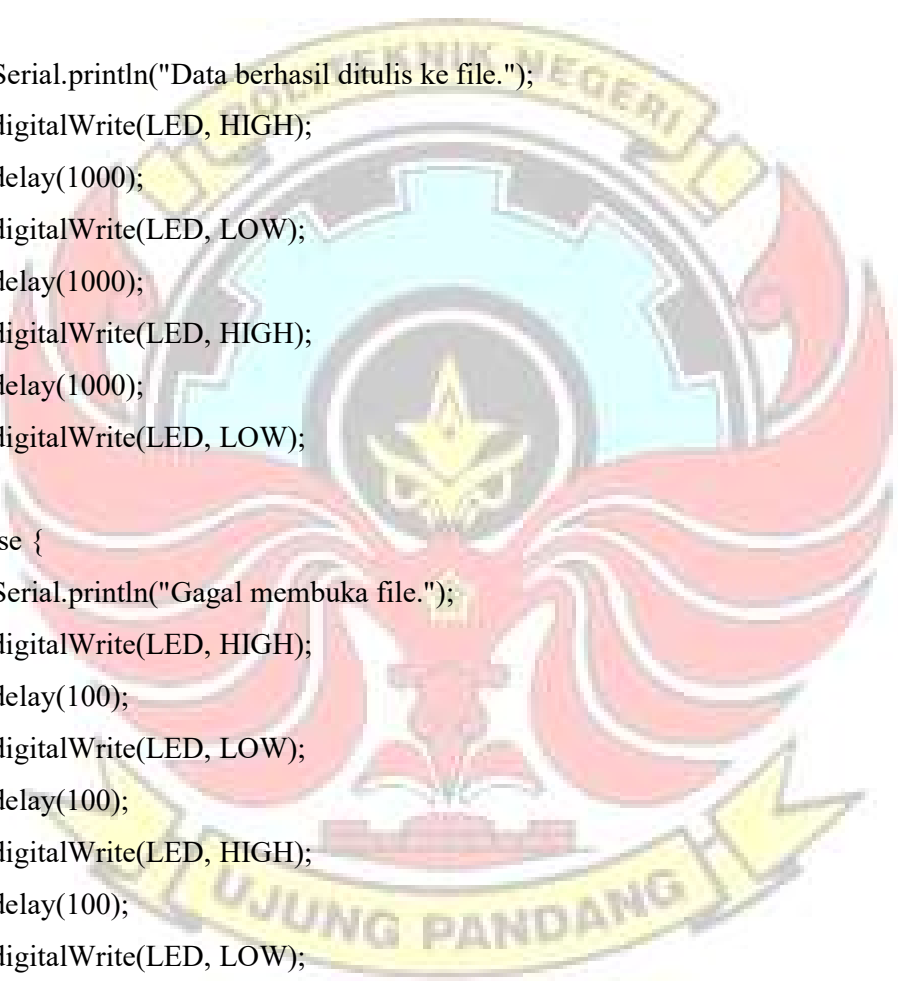 POLITEKNIK NEGERI
Serial.println("Data berhasil ditulis ke file.");
digitalWrite(LED, HIGH);
delay(1000);
digitalWrite(LED, LOW);
delay(1000);
digitalWrite(LED, HIGH);
delay(1000);
digitalWrite(LED, LOW);
se {
Serial.println("Gagal membuka file.");
digitalWrite(LED, HIGH);
delay(100);
digitalWrite(LED, LOW);
delay(100);
digitalWrite(LED, HIGH);
delay(100);
digitalWrite(LED, LOW);
UJUNG PANDANG